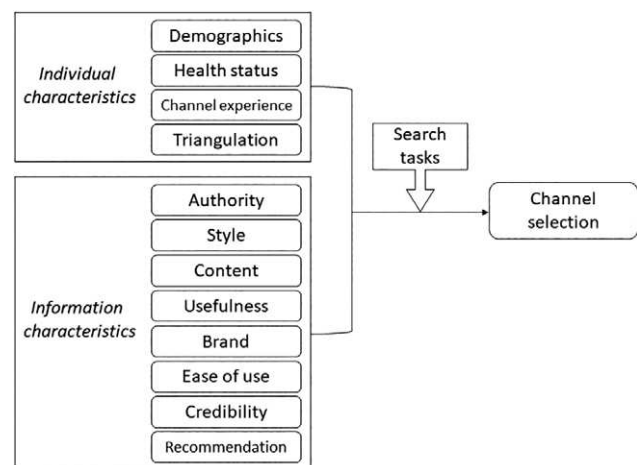 Individual
characteristics
Demographics
Health status
Channel experience
Triangulation
Information
characteristics
Authority
Style
Content
Usefulness
Brand
Ease of use
Credibility
Recommendation
Search
tasks
Channel
selection